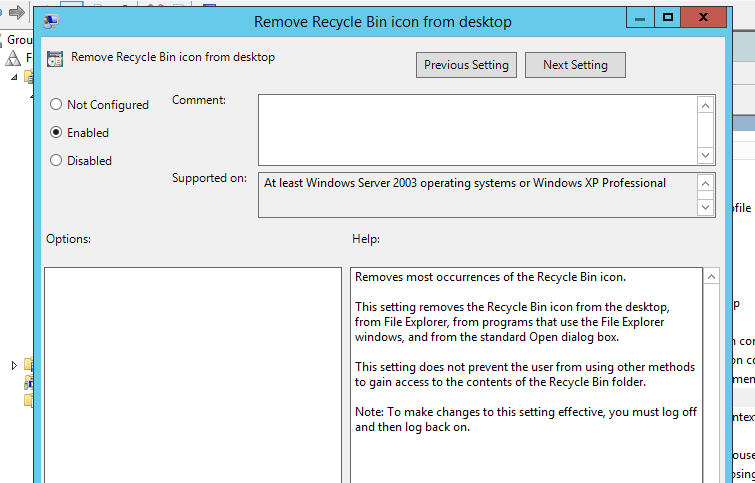 Remove Recycle Bin icon from desktop
Grou
F
Remove Recycle Bin icon from desktop
Previous Setting
Next Setting
Not Configured
Comment:
Enabled
Disabled
Supported on:
At least Windows Server 2003 operating systems or Windows XP Professional
Options:
Help:
Removes most occurrences of the Recycle Bin icon.
This setting removes the Recycle Bin icon from the desktop,
from File Explorer, from programs that use the File Explorer
windows, and from the standard Open dialog box.
This setting does not prevent the user from using other methods
to gain access to the contents of the Recycle Bin folder.
Note: To make changes to this setting effective, you must log off
and then log back on.